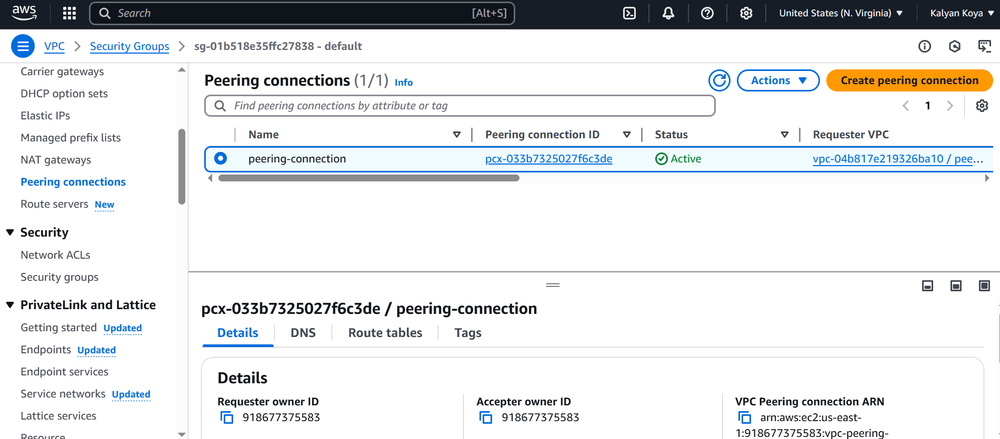 aws
Search [Alt+S]
United States (N. Virginia)
Kalyan Koya
VPC
Security Groups
sg-01b518e35ffc27838 - default
Carrier gateways
DHCP option sets
Elastic IPs
Managed prefix lists
NAT gateways
Peering connections
Route servers New
Security
Network ACLs
Security groups
PrivateLink and Lattice
Getting started Updated
Endpoints Updated
Endpoint services
Service networks Updated
Lattice services
Resource
Peering connections (1/1) Info
Actions
Create peering connection
Find peering connections by attribute or tag
1
Name Peering connection ID Status Requester VPC
peering-connection pcx-033b7325027f6c3de Active vpc-04b817e219326ba10 / pee...
pcx-033b7325027f6c3de / peering-connection
Details DNS Route tables Tags
Details
Requester owner ID
918677375583
Accepter owner ID
918677375583
VPC Peering connection ARN
arn:aws:ec2:us-east-
1:918677375583:vpc-peering-